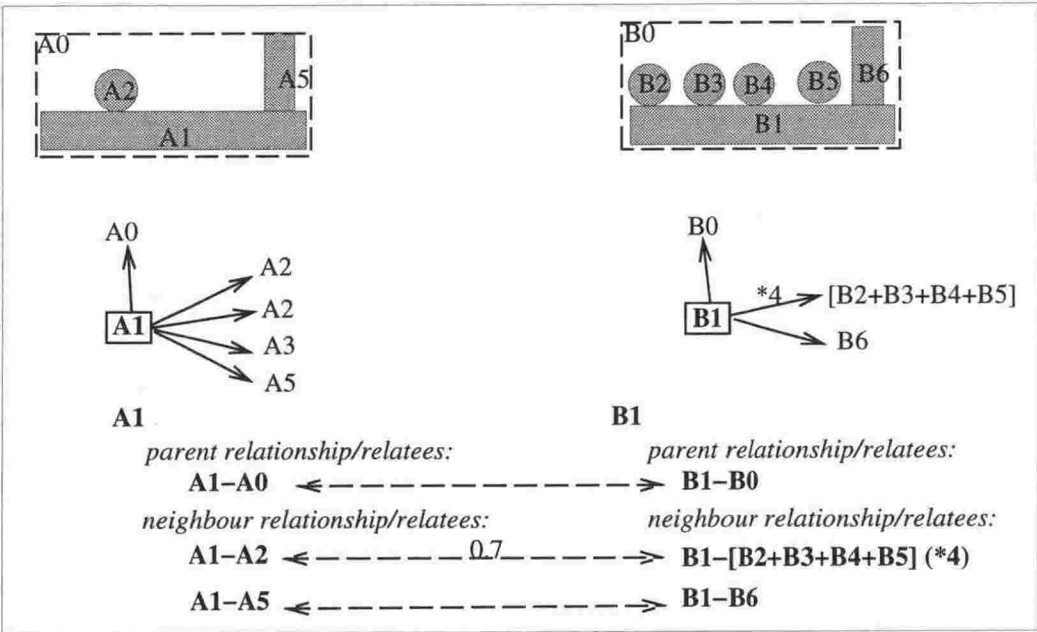 A0 B0
A2 A5 B2 B3 B4 B5 B6
A1 B1
A0 B0
A2 *4 [B2+B3+B4+B5]
A1 A2 B1
A3 B6
A5
A1 B1
parent relationship/relatees: parent relationship/relatees:
A1–A0 B1–B0
neighbour relationship/relatees: neighbour relationship/relatees:
A1–A2 0.7 B1–[B2+B3+B4+B5] (*4)
A1–A5 B1–B6